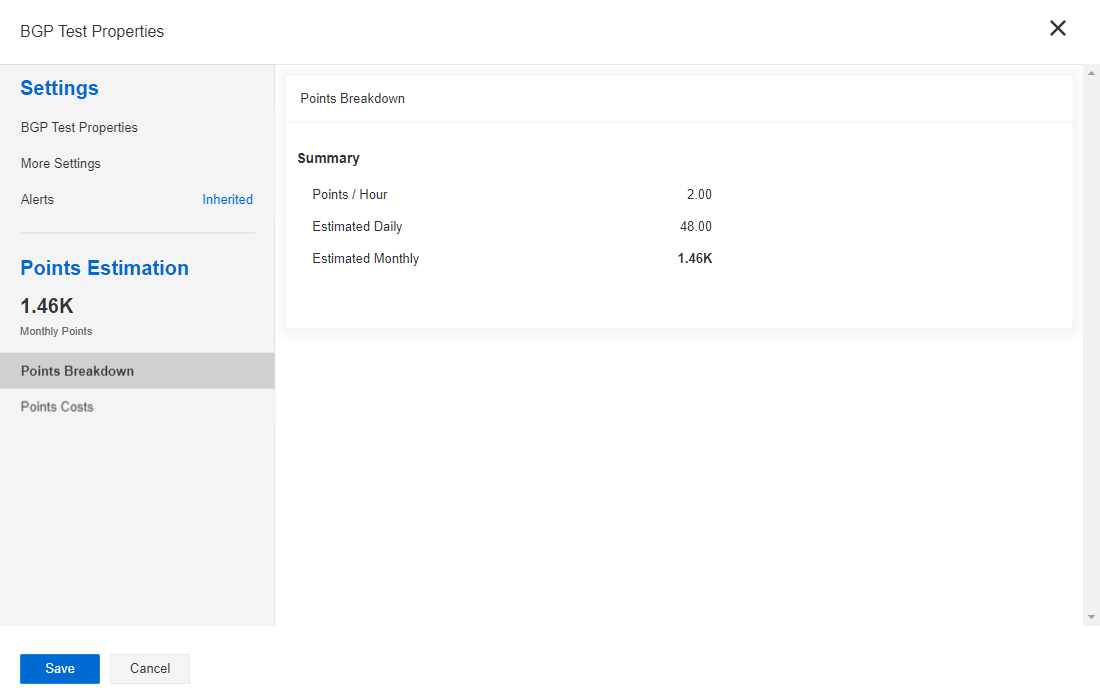 BGP Test Properties
Settings
BGP Test Properties
More Settings
Alerts Inherited
Points Estimation
1.46K
Monthly Points
Points Breakdown
Points Costs
Points Breakdown
Summary
Points / Hour 2.00
Estimated Daily 48.00
Estimated Monthly 1.46K
Save Cancel